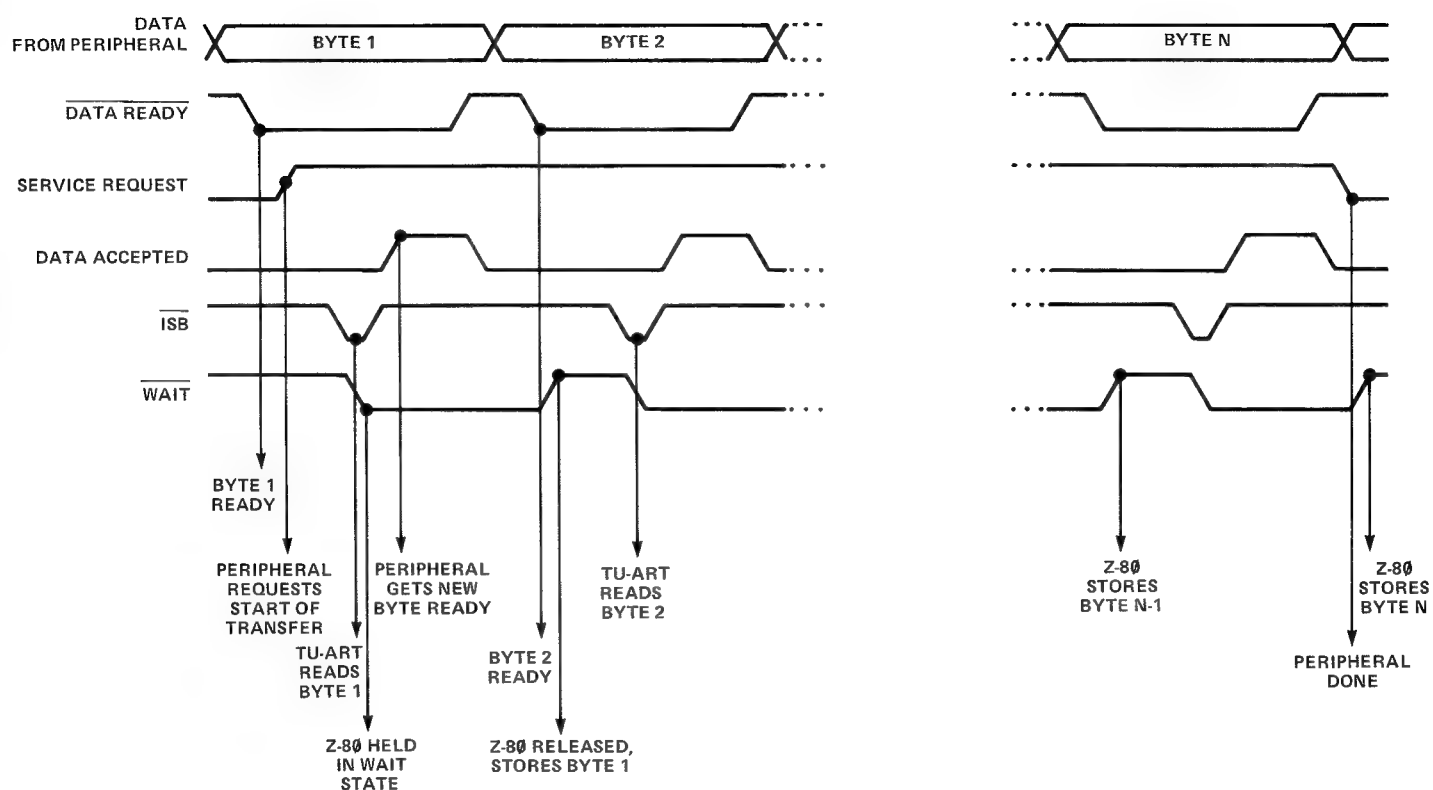 DATA
FROM PERIPHERAL
BYTE 1
BYTE 2
BYTE N
DATA READY
SERVICE REQUEST
DATA ACCEPTED
ISB
WAIT
BYTE 1
READY
PERIPHERAL
REQUESTS
START OF
TRANSFER
TU-ART
READS
BYTE 1
Z-80 HELD
IN WAIT
STATE
PERIPHERAL
GETS NEW
BYTE READY
BYTE 2
READY
Z-80 RELEASED,
STORES BYTE 1
TU-ART
READS
BYTE 2
Z-80
STORES
BYTE N-1
PERIPHERAL
DONE
Z-80
STORES
BYTE N